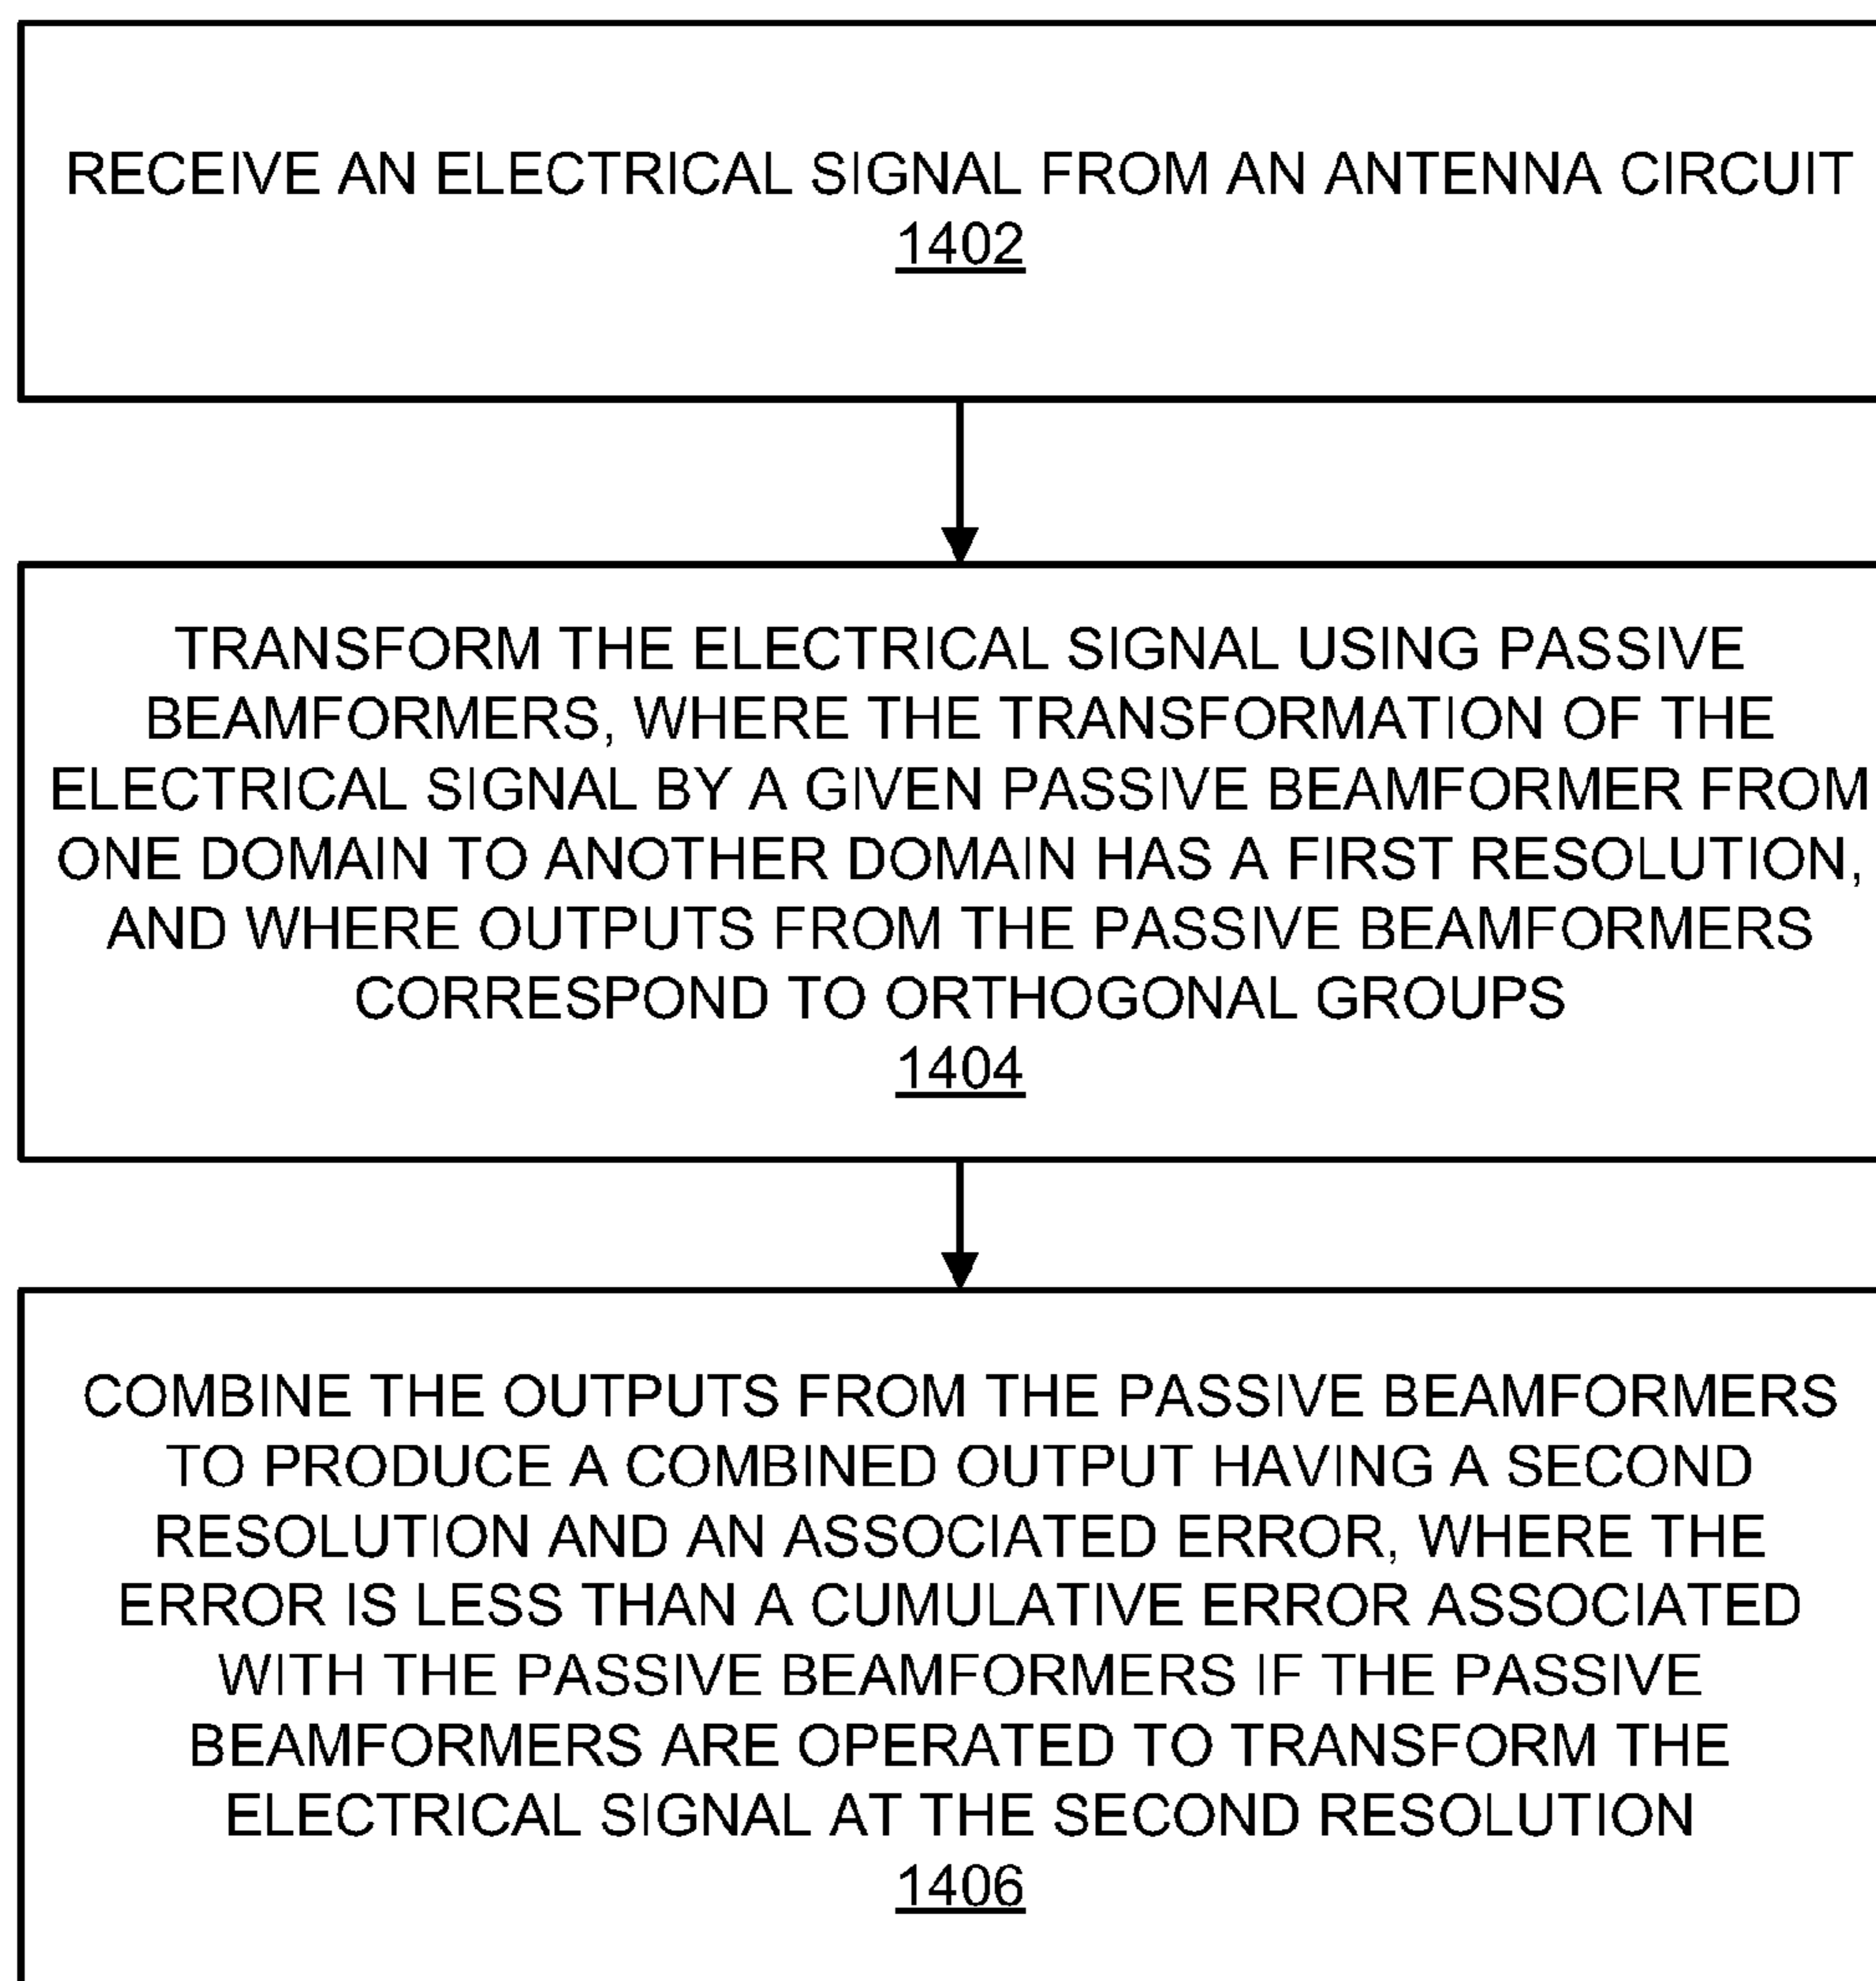 RECEIVE AN ELECTRICAL SIGNAL FROM AN ANTENNA CIRCUIT
1402
TRANSFORM THE ELECTRICAL SIGNAL USING PASSIVE
BEAMFORMERS, WHERE THE TRANSFORMATION OF THE
ELECTRICAL SIGNAL BY A GIVEN PASSIVE BEAMFORMER FROM
ONE DOMAIN TO ANOTHER DOMAIN HAS A FIRST RESOLUTION,
AND WHERE OUTPUTS FROM THE PASSIVE BEAMFORMERS
CORRESPOND TO ORTHOGONAL GROUPS
1404
COMBINE THE OUTPUTS FROM THE PASSIVE BEAMFORMERS
TO PRODUCE A COMBINED OUTPUT HAVING A SECOND
RESOLUTION AND AN ASSOCIATED ERROR, WHERE THE
ERROR IS LESS THAN A CUMULATIVE ERROR ASSOCIATED
WITH THE PASSIVE BEAMFORMERS IF THE PASSIVE
BEAMFORMERS ARE OPERATED TO TRANSFORM THE
ELECTRICAL SIGNAL AT THE SECOND RESOLUTION
1406